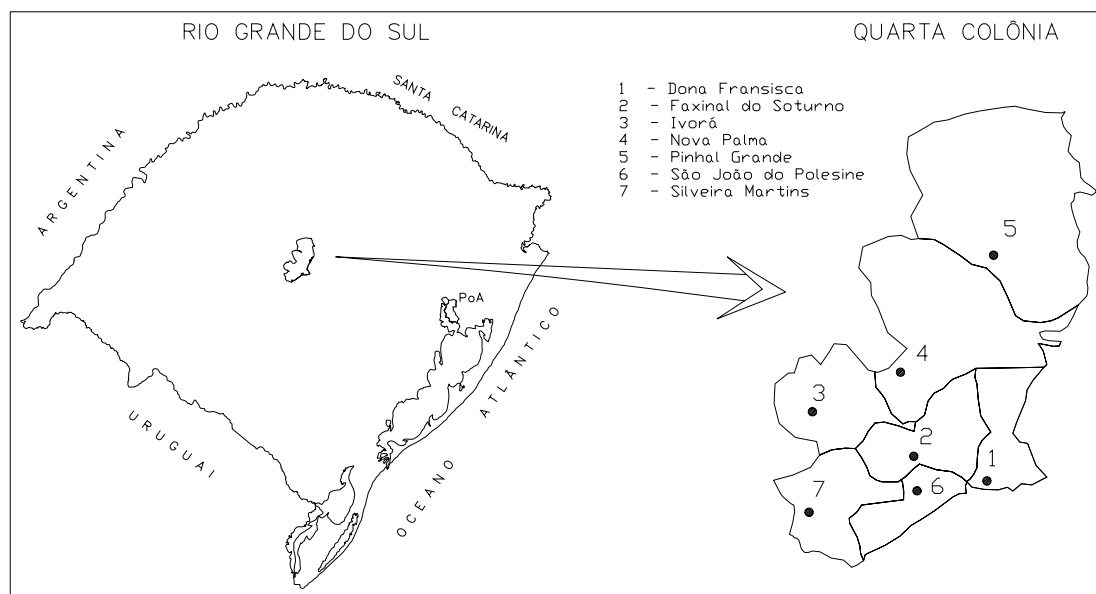 RIO GRANDE DO SUL
QUARTA COLÔNIA
SANTA CATARINA
ARGENTINA
1 - Dona Fransisca
2 - Faxinal do Soturno
3 - Ivorá
4 - Nova Palma
5 - Pinhal Grande
6 - São João do Polesine
7 - Silveira Martins
5
PoA
ATLÂNTICO
4
3
URUGUAI
2
OCEANO
1
6
7